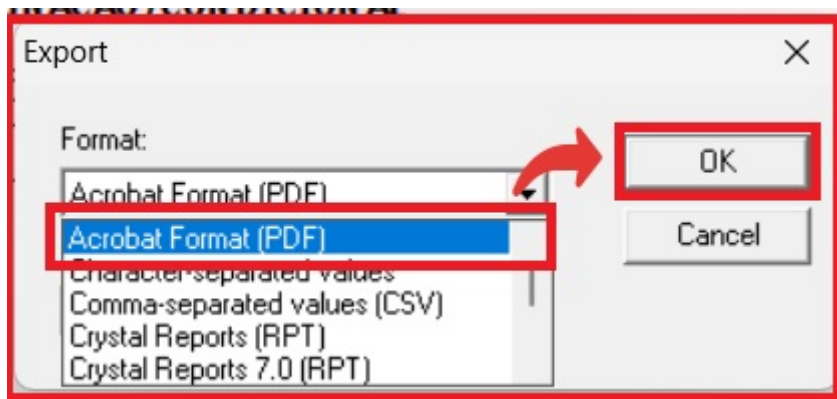 Export
Format:
Acrobat Format (PDF)
OK
Acrobat Format (PDF)
Cancel
Character-separated values
Comma-separated values (CSV)
Crystal Reports (RPT)
Crystal Reports 7.0 (RPT)